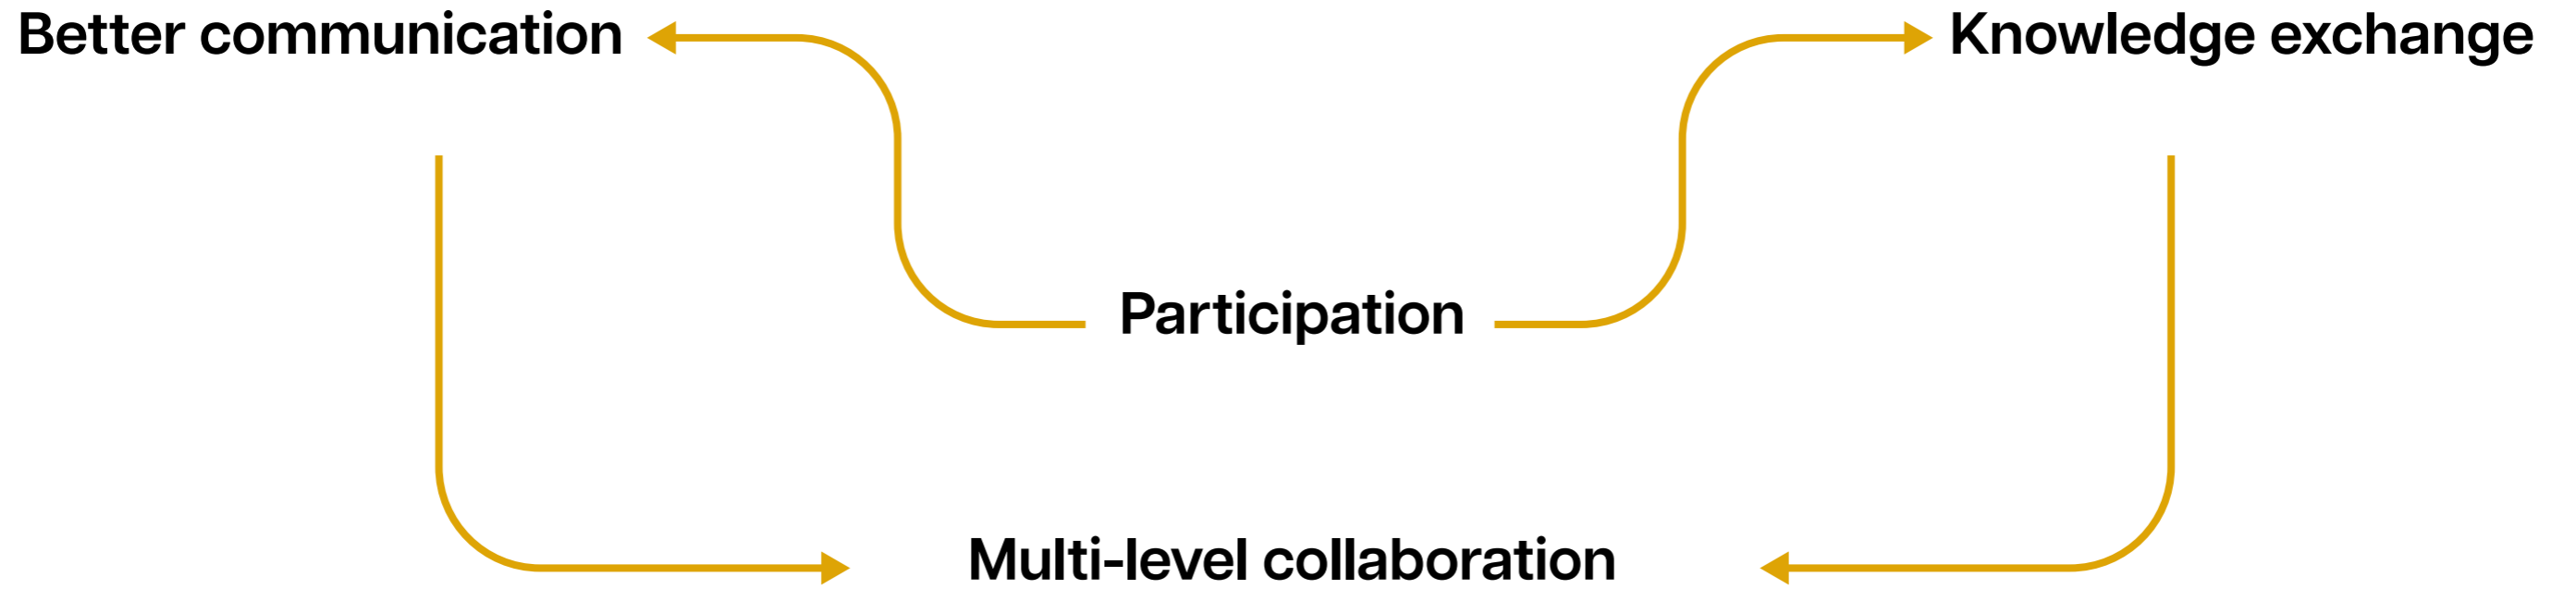 Better communication
Knowledge exchange
Participation
Multi-level collaboration